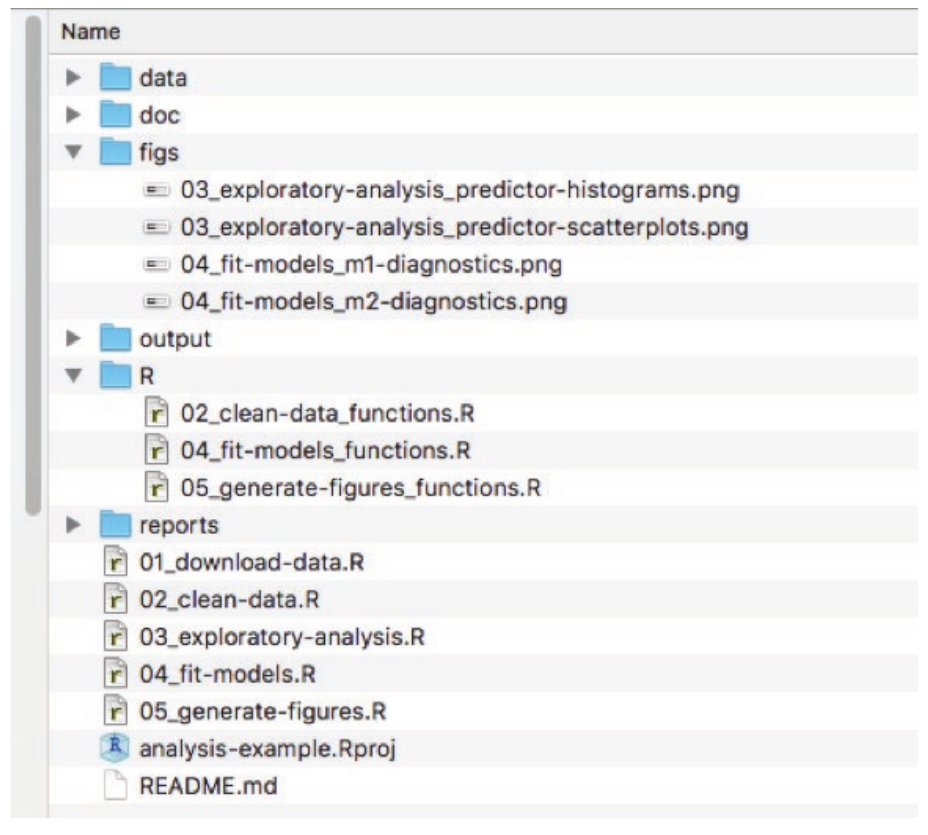 Name
data
doc
figs
03_exploratory-analysis_predictor-histograms.png
03_exploratory-analysis_predictor-scatterplots.png
04_fit-models_m1-diagnostics.png
04_fit-models_m2-diagnostics.png
output
R
02_clean-data_functions.R
04_fit-models_functions.R
05_generate-figures_functions.R
reports
01_download-data.R
02_clean-data.R
03_exploratory-analysis.R
04_fit-models.R
05_generate-figures.R
analysis-example.Rproj
README.md